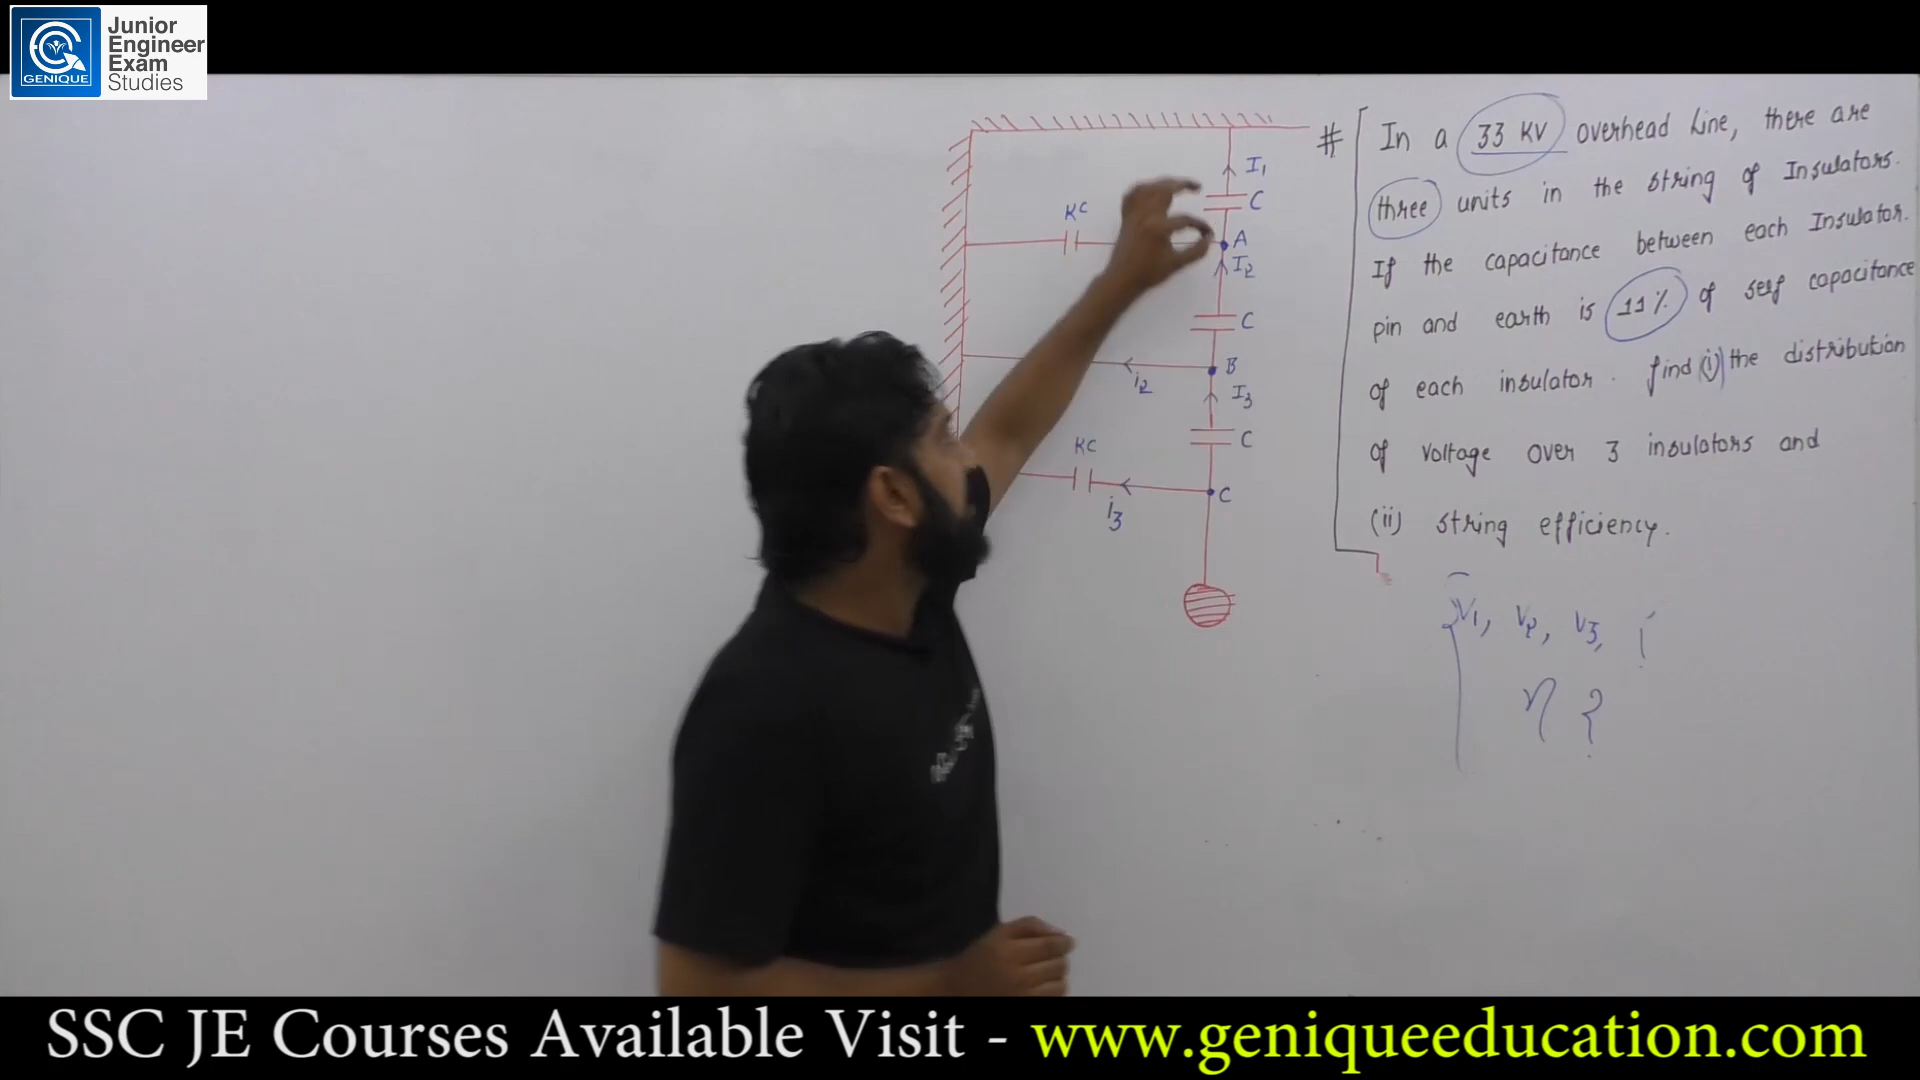 Junior
Engineer
Exam
Studies
GENIQUE
# In a 33 KV overhead Line, there are
three units in the string of Insulators.
If the capacitance between each Insulator.
pin and earth is 11% of self capacitance
of each insulator. find (i) the distribution
of voltage over 3 insulators and
(ii) string efficiency.
I1
C
KC
A
I2
C
B
i2
I3
KC
C
C
i3
V1, V2, V3,
η ?
SSC JE Courses Available Visit - www.geniqueeducation.com